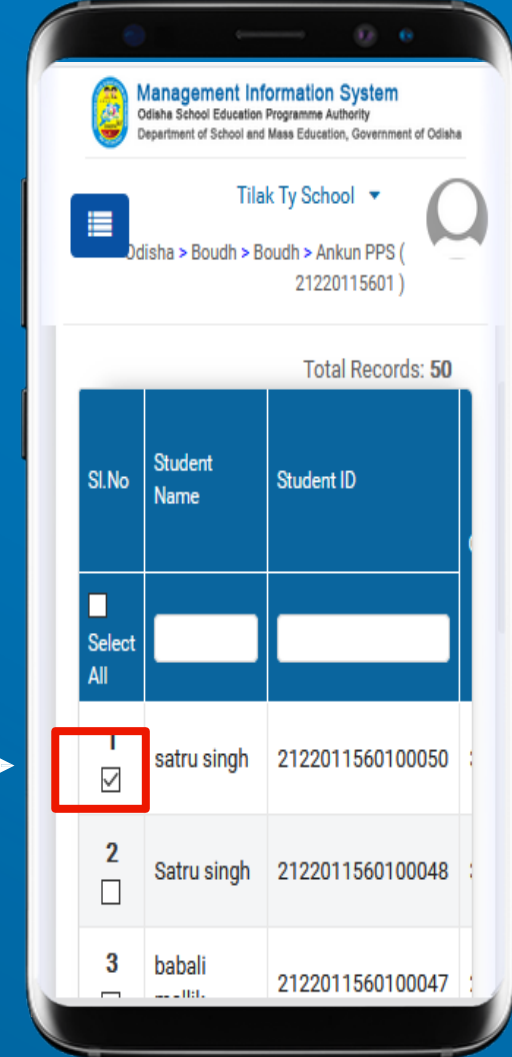 Management Information System
Odisha School Education Programme Authority
Department of School and Mass Education, Government of Odisha
Tilak Ty School
Odisha > Boudh > Boudh > Ankun PPS (
21220115601 )
Total Records: 50
Sl.No
Student
Name
Student ID
Select
All
1
satru singh
2122011560100050
2
Satru singh
2122011560100048
3
babali
2122011560100047